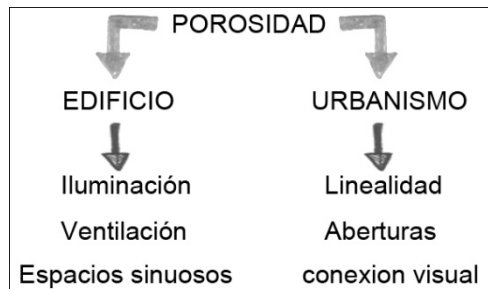 POROSIDAD
EDIFICIO
URBANISMO
Iluminación
Linealidad
Ventilación
Aberturas
Espacios sinuosos
conexion visual